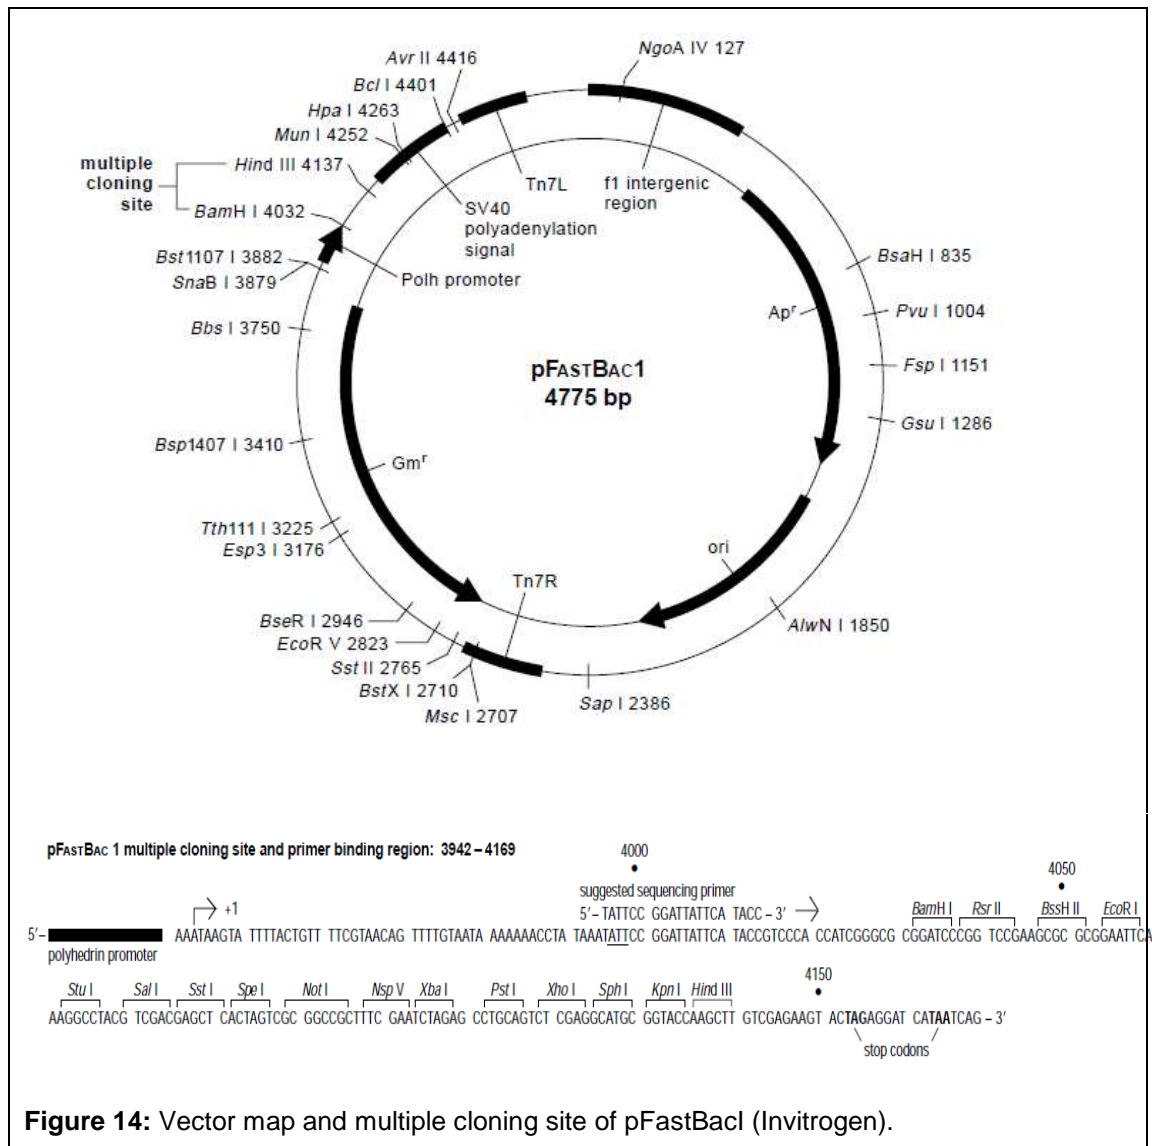 NgoA IV 127
Avr II 4416
Bcl I 4401
Hpa I 4263
Mun I 4252
Hind III 4137
multiple
cloning
site
BamH I 4032
Bst1107 I 3882
SnaB I 3879
Bbs I 3750
Bsp1407 I 3410
Tth111 I 3225
Esp3 I 3176
BseR I 2946
EcoR V 2823
Sst II 2765
BstX I 2710
Msc I 2707
Sap I 2386
AlwN I 1850
Gsu I 1286
Fsp I 1151
Pvu I 1004
BsaH I 835
Tn7L
f1 intergenic
region
SV40
polyadenylation
signal
Polh promoter
Apr
pFASTBAC1
4775 bp
Gmr
ori
Tn7R
pFASTBAC 1 multiple cloning site and primer binding region: 3942–4169
4000
suggested sequencing primer
5'– TATTCC GGATTATTCA TACC – 3'
4050
+1
BamH I Rsr II BssH II EcoR I
5'– AAATAAGTA TTTTACTGTT TTCGTAACAG TTTTGTAATA AAAAAACCTA TAAATATTCC GGATTATTCA TACCGTCCCA CCATCGGGCG CGGATCCCGG TCCGAAGCGC GCGGAATTCA
polyhedrin promoter
4150
Stu I Sal I Sst I Spe I Not I Nsp V Xba I Pst I Xho I Sph I Kpn I Hind III
AAGGCCTACG TCGACGAGCT CACTAGTCGC GGCCGCTTTC GAATCTAGAG CCTGCAGTCT CGAGGCATGC GGTACCAAGCTT GTCGAGAAGT ACTAGAGGAT CATAATCAG – 3'
stop codons
Figure 14: Vector map and multiple cloning site of pFastBacI (Invitrogen).